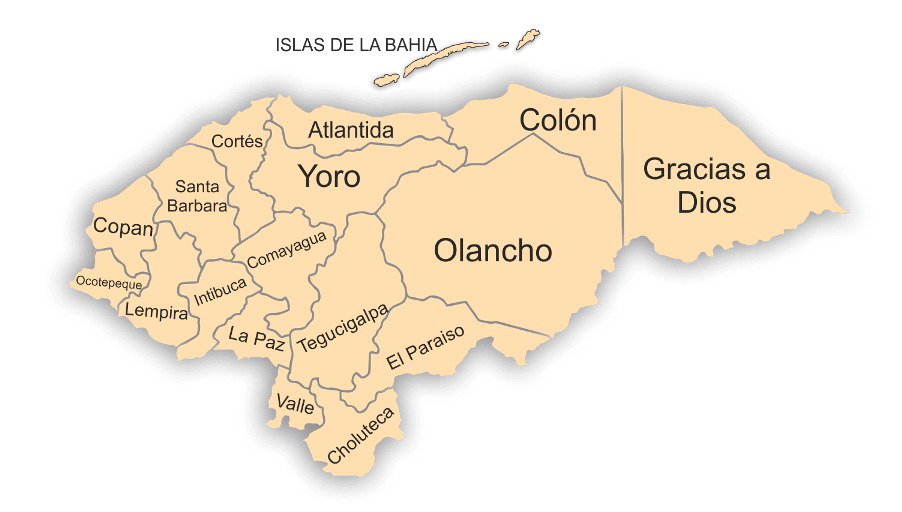 ISLAS DE LA BAHIA
Colón
Atlantida
Cortés
Gracias a
Dios
Yoro
Santa
Barbara
Copan
Comayagua
Olancho
Ocotepeque
Intibuca
Lempira
Tegucigalpa
La Paz
El Paraiso
Valle
Choluteca